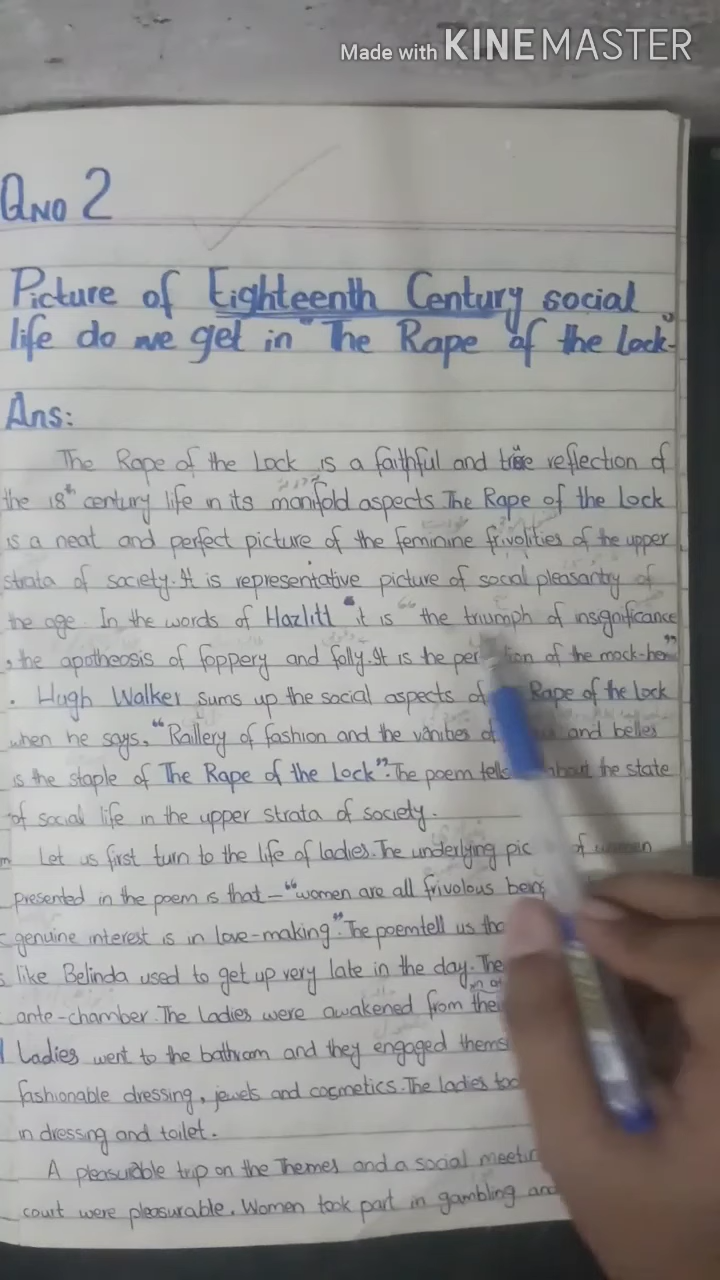 Made with KINEMASTER
QNO 2
Picture of Eighteenth Century social
life do we get in "The Rape of the Lock"
Ans:
The Rape of the Lock is a faithful and true reflection of
the 18th century life in its manifold aspects. The Rape of the Lock
is a neat and perfect picture of the feminine frivolities of the upper
strata of society. It is representative picture of social pleasantry of
the age. In the words of Hazlitt "it is "the triumph of insignificance
, the apotheosis of foppery and folly. It is the of the mock-
. Hugh Walker sums up the social aspects of Rape of the Lock
when he says, "Raillery of fashion and the vanities of and belles
is the staple of The Rape of the Lock". The poem tells about the state
of social life in the upper strata of society.
Let us first turn to the life of ladies. The underlying of women
presented in the poem is that – "women are all frivolous
genuine interest is in love-making". The poem tell us
like Belinda used to get up very late in the day. The
ante-chamber. The Ladies were awakened from
Ladies went to the bathroom and they engaged
fashionable dressing, jewels and cosmetics. The ladies
in dressing and toilet.
A pleasurable trip on the Themes and a social
court were pleasurable. Women took part in gambling